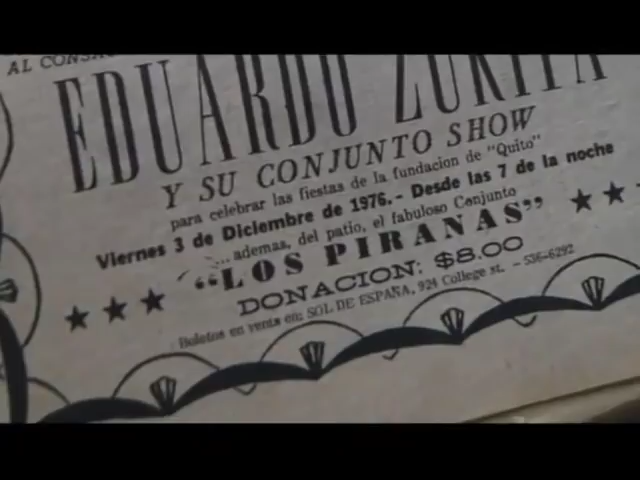 AL CONSA
EDUARDO ZURITA
Y SU CONJUNTO SHOW
para celebrar las fiestas de la fundacion de "Quito"
Viernes 3 de Diciembre de 1976.- Desde las 7 de la noche
... ademas, del patio, el fabuloso Conjunto
"LOS PIRANAS"
DONACION: $8.00
Boletos en venta en: SOL DE ESPAÑA, 924 College st. - 536-6292